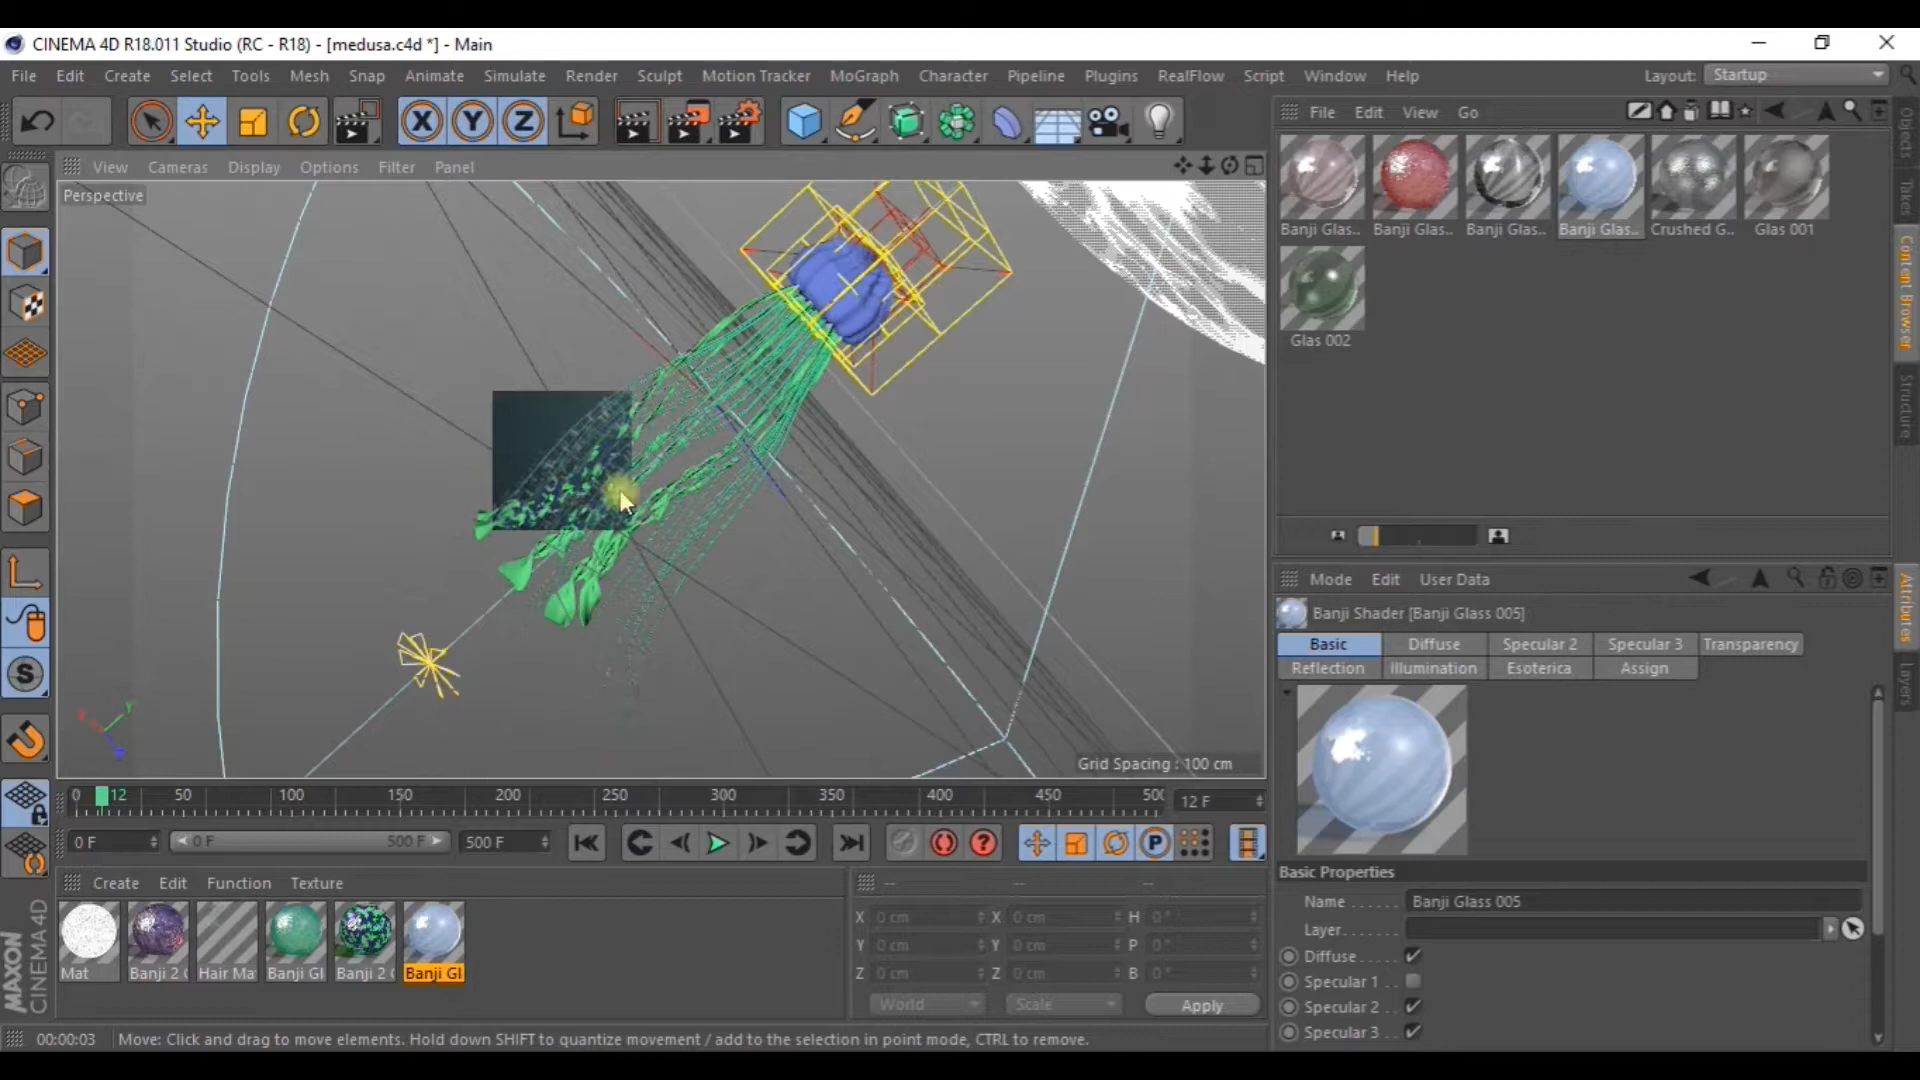 CINEMA 4D R18.011 Studio (RC - R18) - [medusa.c4d *] - Main
File Edit Create Select Tools Mesh Snap Animate Simulate Render Sculpt Motion Tracker MoGraph Character Pipeline Plugins RealFlow Script Window Help Layout: Startup
File Edit View Go
View Cameras Display Options Filter Panel
Perspective
Banji Glas.. Banji Glas.. Banji Glas.. Banji Glas.. Crushed G.. Glas 001
Glas 002
Objects
Takes
Content Browser
Structure
Mode Edit User Data
Banji Shader [Banji Glass 005]
Basic Diffuse Specular 2 Specular 3 Transparency
Reflection Illumination Esoterica Assign
Attributes
Layers
Basic Properties
Name ...... Banji Glass 005
Layer.......
Diffuse .....
Specular 1 ..
Specular 2 ..
Specular 3 ..
X Y Z
S
Y
Grid Spacing : 100 cm
0 12 50 100 150 200 250 300 350 400 450 500 12 F
0 F 0 F 500 F 500 F P
Create Edit Function Texture
-- -- --
Mat Banji 2 ( Hair Ma Banji Gl Banji 2 ( Banji Gl
X 0 cm X 0 cm H 0°
Y 0 cm Y 0 cm P 0°
Z 0 cm Z 0 cm B 0°
World Scale Apply
MAXON CINEMA 4D
00:00:03 Move: Click and drag to move elements. Hold down SHIFT to quantize movement / add to the selection in point mode, CTRL to remove.